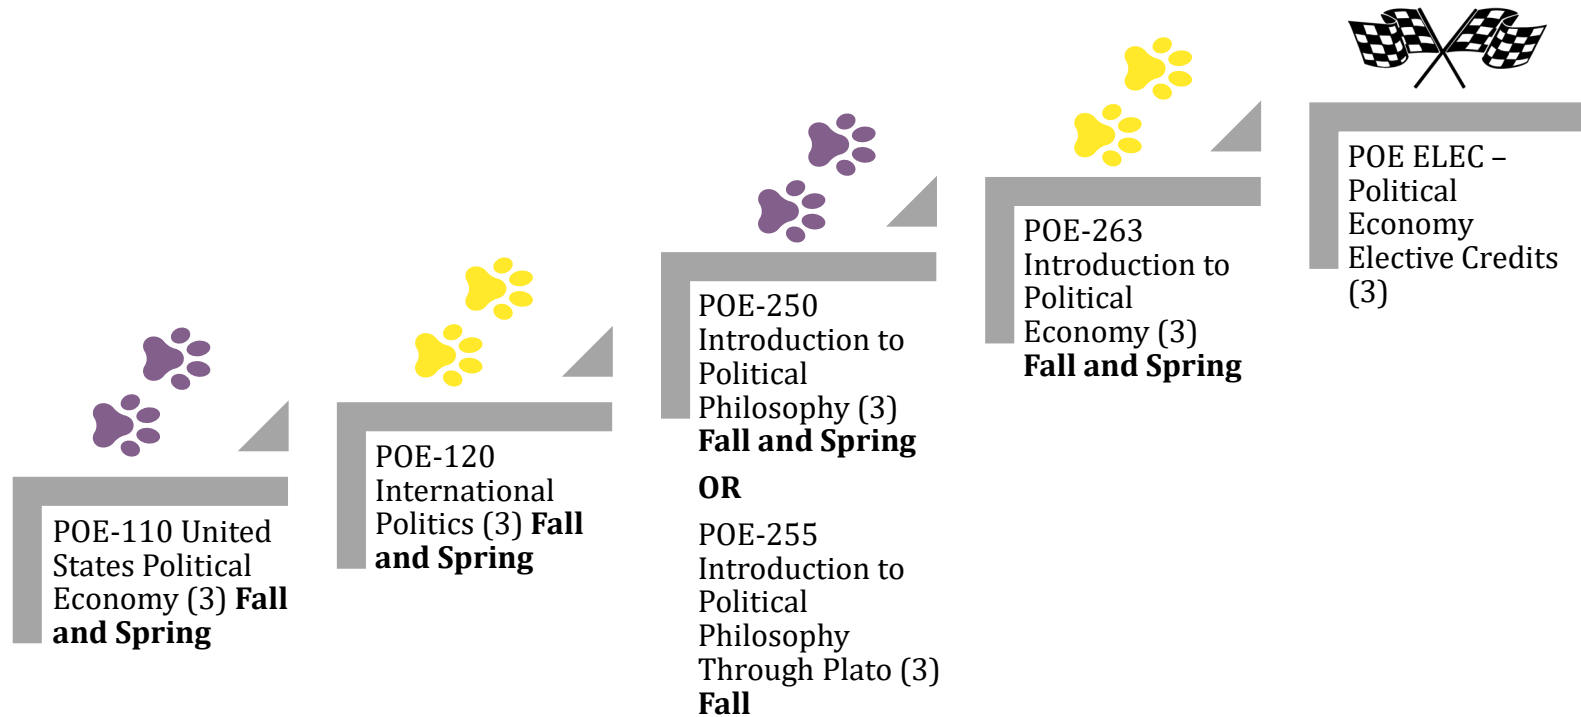 POE-110 United
States Political
Economy (3) Fall
and Spring
POE-120
International
Politics (3) Fall
and Spring
POE-250
Introduction to
Political
Philosophy (3)
Fall and Spring
OR
POE-255
Introduction to
Political
Philosophy
Through Plato (3)
Fall
POE-263
Introduction to
Political
Economy (3)
Fall and Spring
POE ELEC –
Political
Economy
Elective Credits
(3)